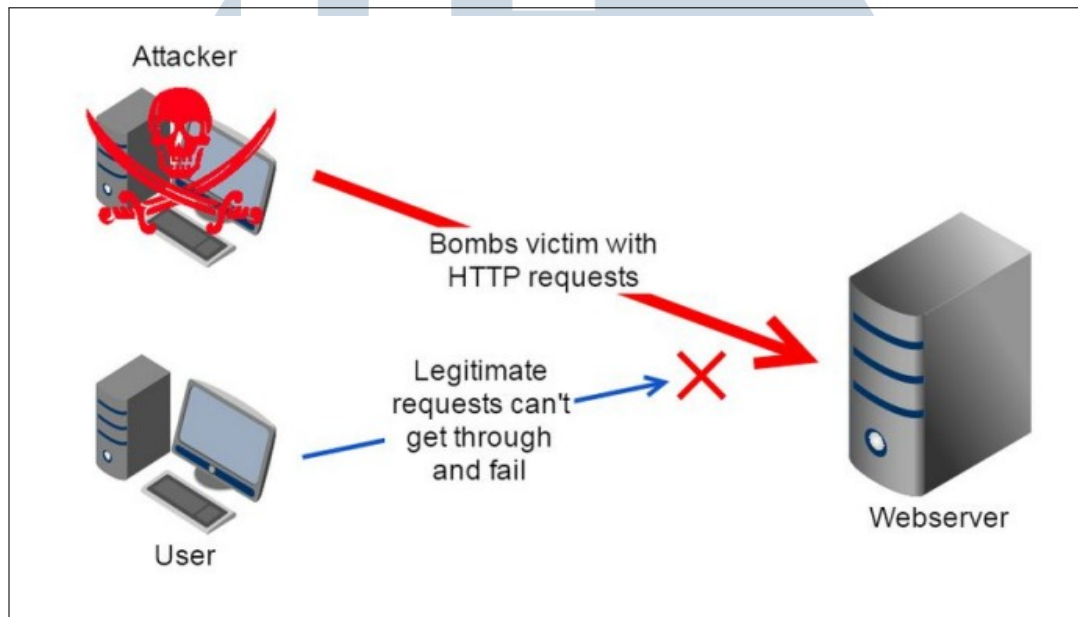 Attacker
Bombs victim with
HTTP requests
Legitimate
requests can't
get through
and fail
User
Webserver